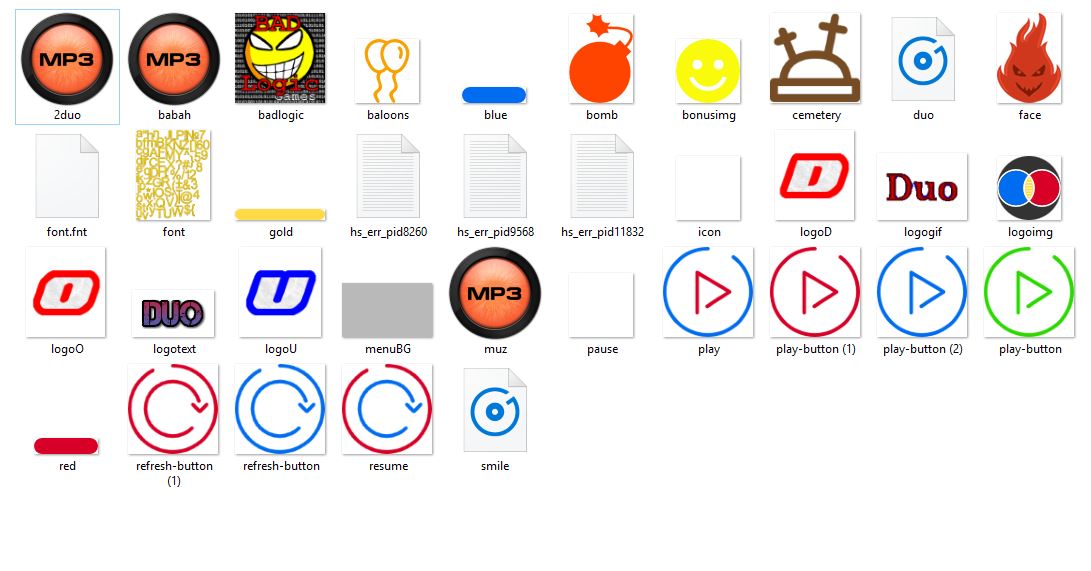 MP3
MP3
BAD
Logic
Games
2duo
babah
badlogic
baloons
blue
bomb
bonusimg
cemetery
duo
face
D
Duo
font.fnt
font
gold
hs_err_pid8260
hs_err_pid9568
hs_err_pid11832
icon
logoD
logogif
logoimg
O
DUO
U
MP3
logoO
logotext
logoU
menuBG
muz
pause
play
play-button (1)
play-button (2)
play-button
red
refresh-button
(1)
refresh-button
resume
smile